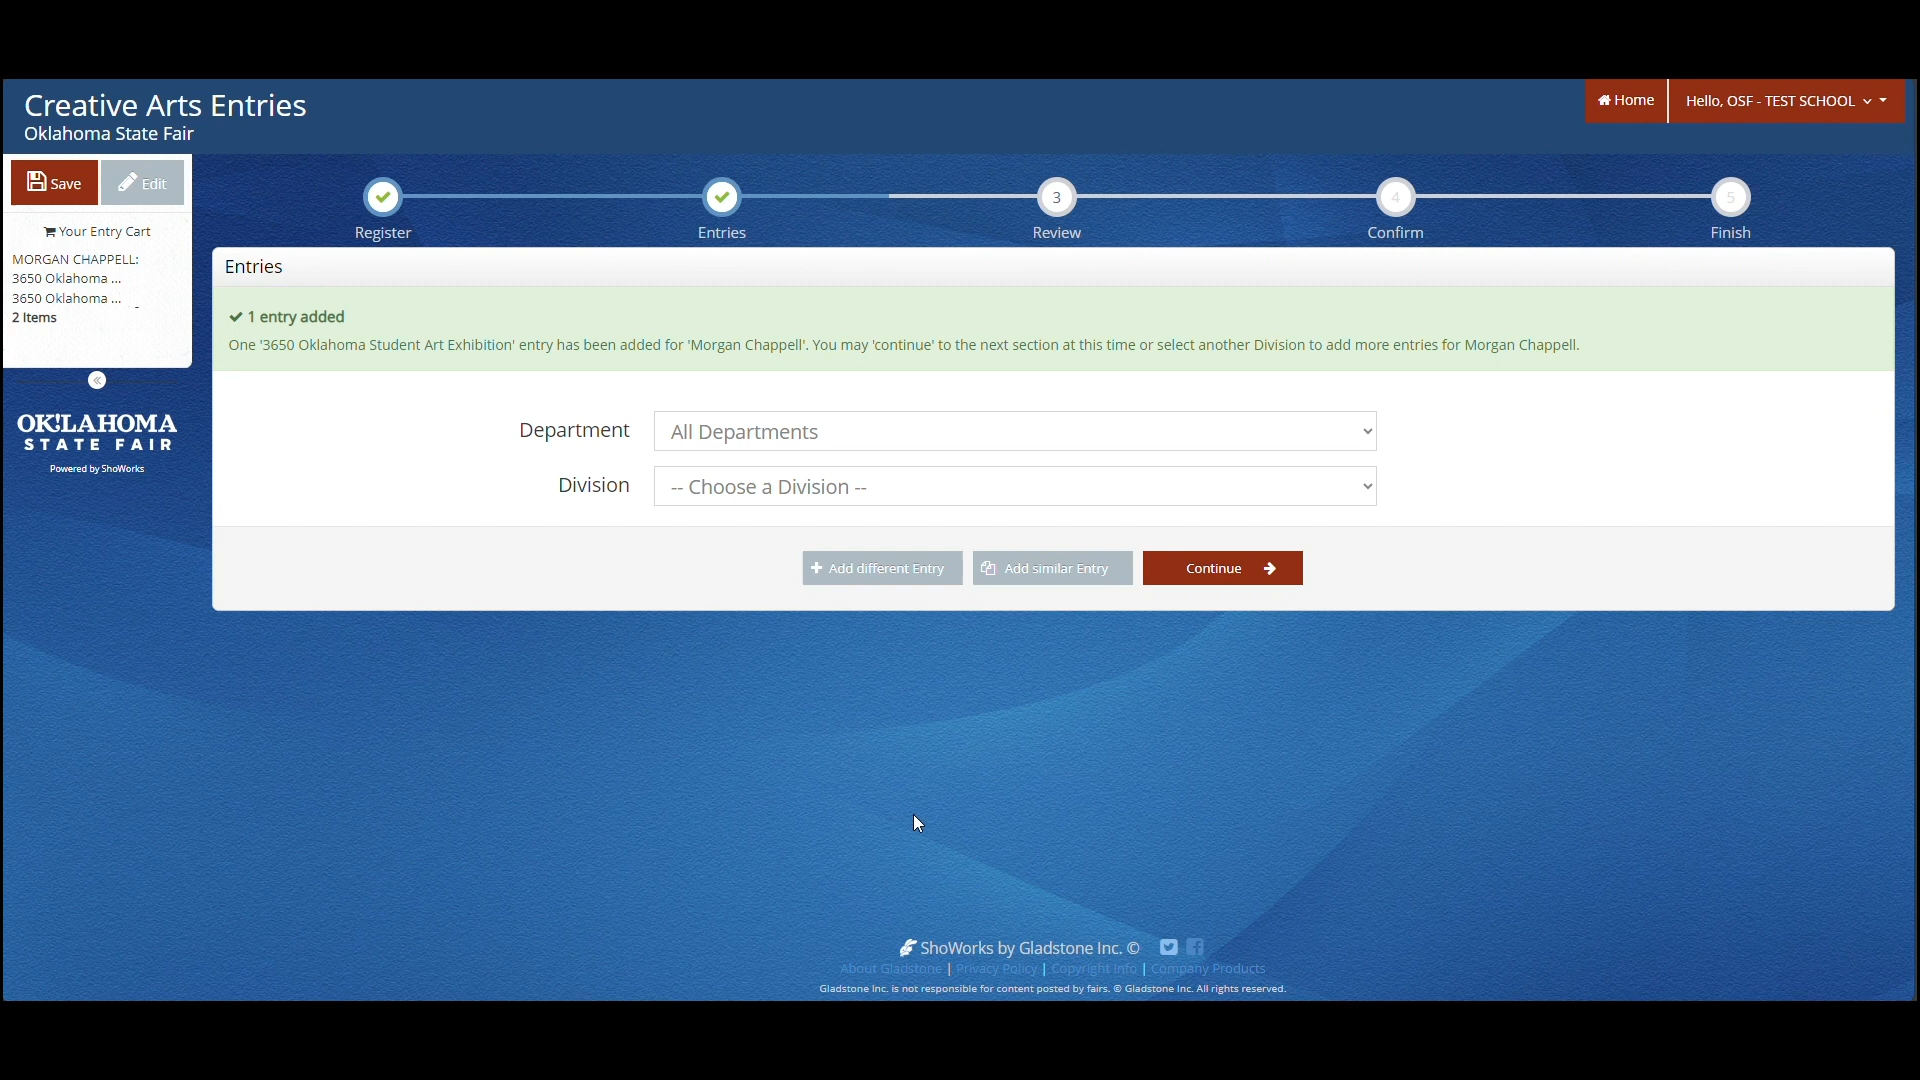 Creative Arts Entries
Oklahoma State Fair
Home
Hello, OSF - TEST SCHOOL
Save
Edit
Your Entry Cart
MORGAN CHAPPELL:
3650 Oklahoma ...
3650 Oklahoma ...
2 Items
OK!LAHOMA
STATE FAIR
Powered by ShoWorks
3
4
5
Register
Entries
Review
Confirm
Finish
Entries
1 entry added
One '3650 Oklahoma Student Art Exhibition' entry has been added for 'Morgan Chappell'. You may 'continue' to the next section at this time or select another Division to add more entries for Morgan Chappell.
Department
All Departments
Division
-- Choose a Division --
Add different Entry
Add similar Entry
Continue
ShoWorks by Gladstone Inc. ©
About Gladstone | Privacy Policy | Copyright Info | Company Products
Gladstone Inc. is not responsible for content posted by fairs. © Gladstone Inc. All rights reserved.